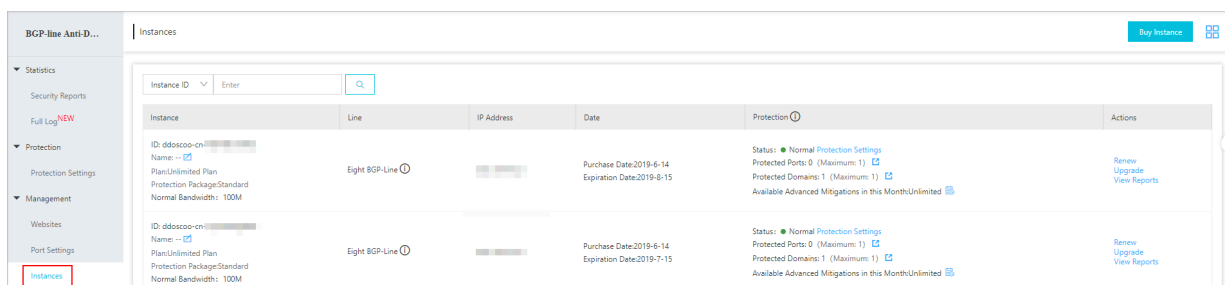 BGP-line Anti-D...
Instances
Buy Instance
Statistics
Security Reports
Full Log NEW
Protection
Protection Settings
Management
Websites
Port Settings
Instances
Instance ID Enter
Instance Line IP Address Date Protection Actions
ID: ddoscoo-cn-
Name: --
Plan:Unlimited Plan
Protection Package:Standard
Normal Bandwidth: 100M
Eight BGP-Line
Purchase Date:2019-6-14
Expiration Date:2019-8-15
Status: Normal Protection Settings
Protected Ports: 0 (Maximum: 1)
Protected Domains: 1 (Maximum: 1)
Available Advanced Mitigations in this Month:Unlimited
Renew
Upgrade
View Reports
ID: ddoscoo-cn-
Name: --
Plan:Unlimited Plan
Protection Package:Standard
Normal Bandwidth: 100M
Eight BGP-Line
Purchase Date:2019-6-14
Expiration Date:2019-7-15
Status: Normal Protection Settings
Protected Ports: 0 (Maximum: 1)
Protected Domains: 1 (Maximum: 1)
Available Advanced Mitigations in this Month:Unlimited
Renew
Upgrade
View Reports